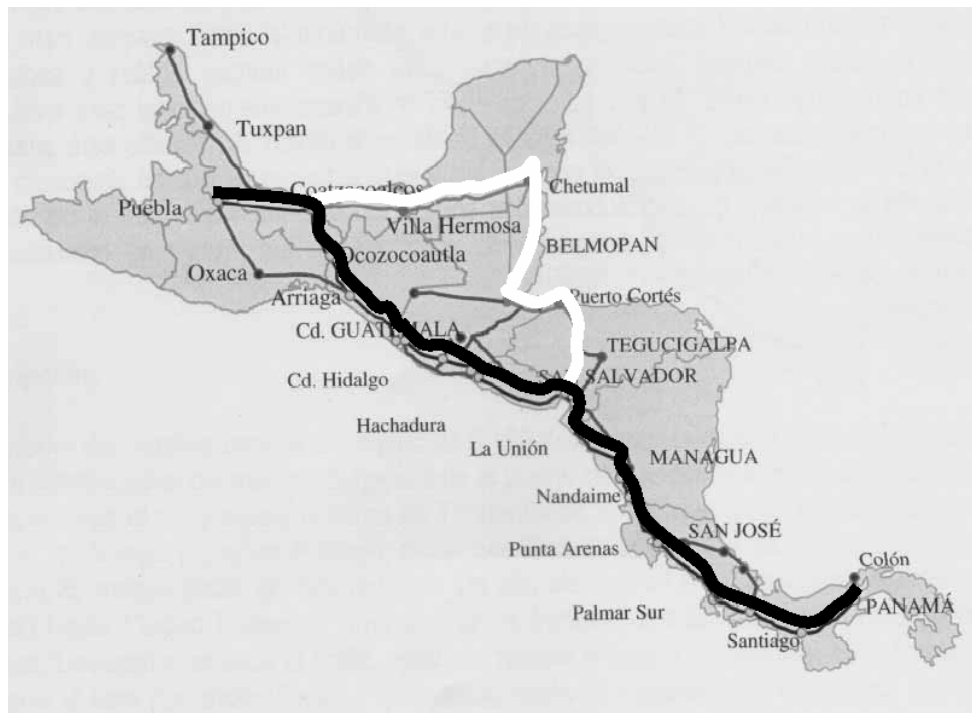 Tampico
Tuxpan
Coatzacoalcos
Chetumal
Puebla
Villa Hermosa
BELMOPAN
Ocozocoautla
Oxaca
Arriaga
Puerto Cortés
Cd. GUATEMALA
TEGUCIGALPA
Cd. Hidalgo
SAN SALVADOR
Hachadura
La Unión
MANAGUA
Nandaime
SAN JOSÉ
Punta Arenas
Colón
Palmar Sur
PANAMÁ
Santiago